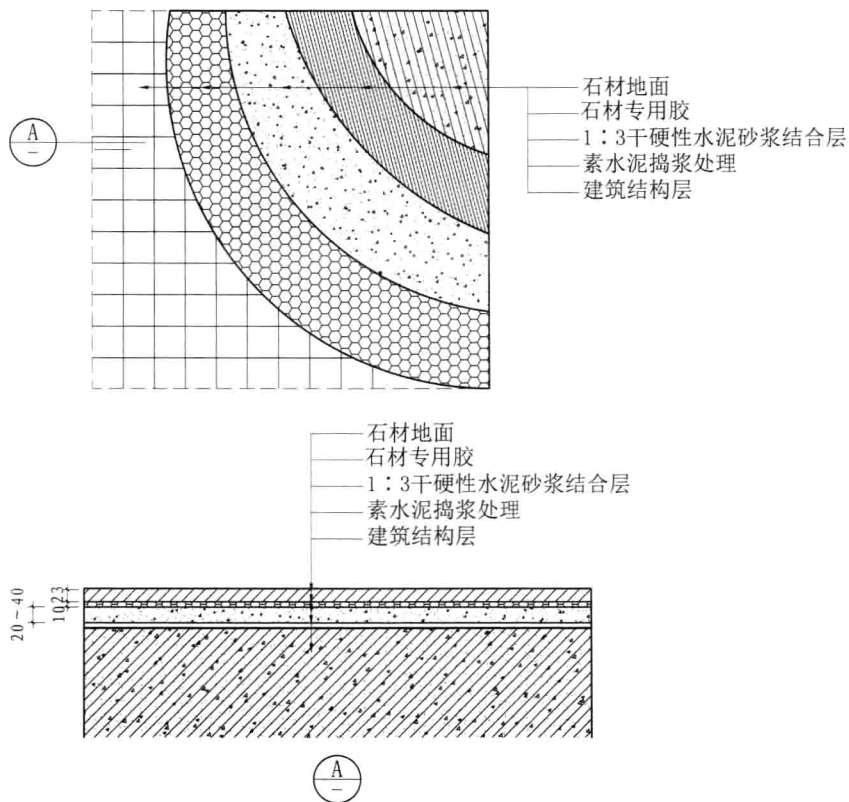 石材地面
石材专用胶
1：3干硬性水泥砂浆结合层
素水泥捣浆处理
建筑结构层
A
–
石材地面
石材专用胶
1：3干硬性水泥砂浆结合层
素水泥捣浆处理
建筑结构层
20～40
10
23
A
–